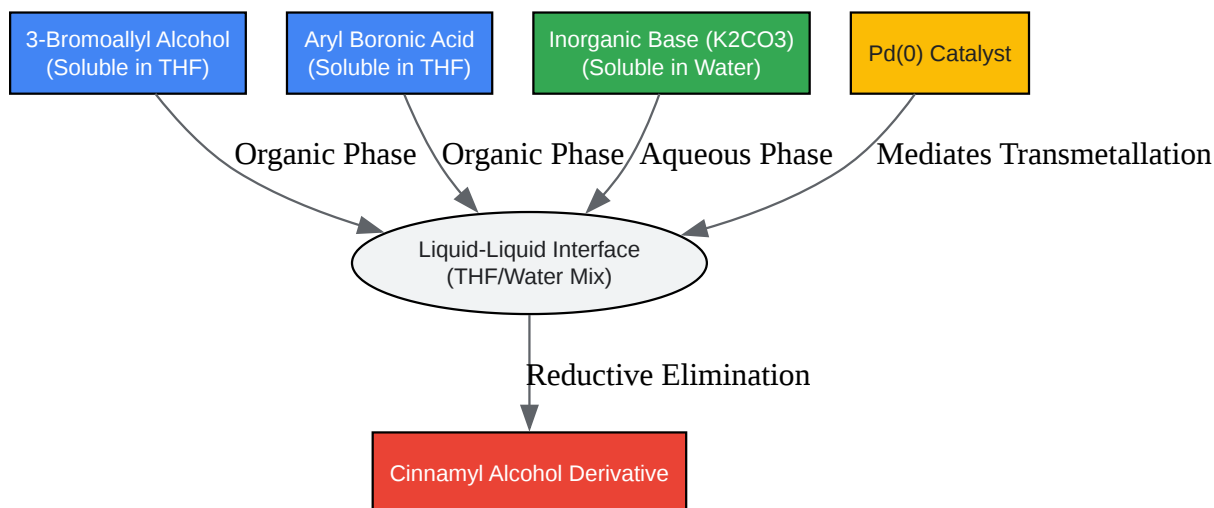 3-Bromoallyl Alcohol
(Soluble in THF)
Aryl Boronic Acid
(Soluble in THF)
Inorganic Base (K2CO3)
(Soluble in Water)
Pd(0) Catalyst
Organic Phase
Organic Phase
Aqueous Phase
Mediates Transmetallation
Liquid-Liquid Interface
(THF/Water Mix)
Reductive Elimination
Cinnamyl Alcohol Derivative